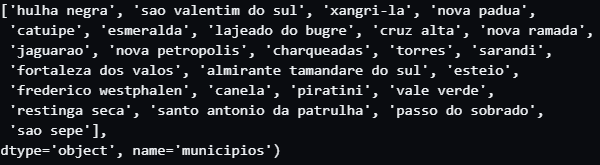 ['hulha negra', 'sao valentim do sul', 'xangri-la', 'nova padua',
'catuipe', 'esmeralda', 'lajeado do bugre', 'cruz alta', 'nova ramada',
'jaguarao', 'nova petropolis', 'charqueadas', 'torres', 'sarandi',
'fortaleza dos valos', 'almirante tamandare do sul', 'esteio',
'frederico westphalen', 'canela', 'piratini', 'vale verde',
'restinga seca', 'santo antonio da patrulha', 'passo do sobrado',
'sao sepe'],
dtype='object', name='municipios')